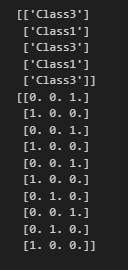 [['Class3']
['Class1']
['Class3']
['Class1']
['Class3']]
[[0. 0. 1.]
[1. 0. 0.]
[0. 0. 1.]
[1. 0. 0.]
[0. 0. 1.]
[1. 0. 0.]
[0. 1. 0.]
[0. 0. 1.]
[0. 1. 0.]
[1. 0. 0.]]